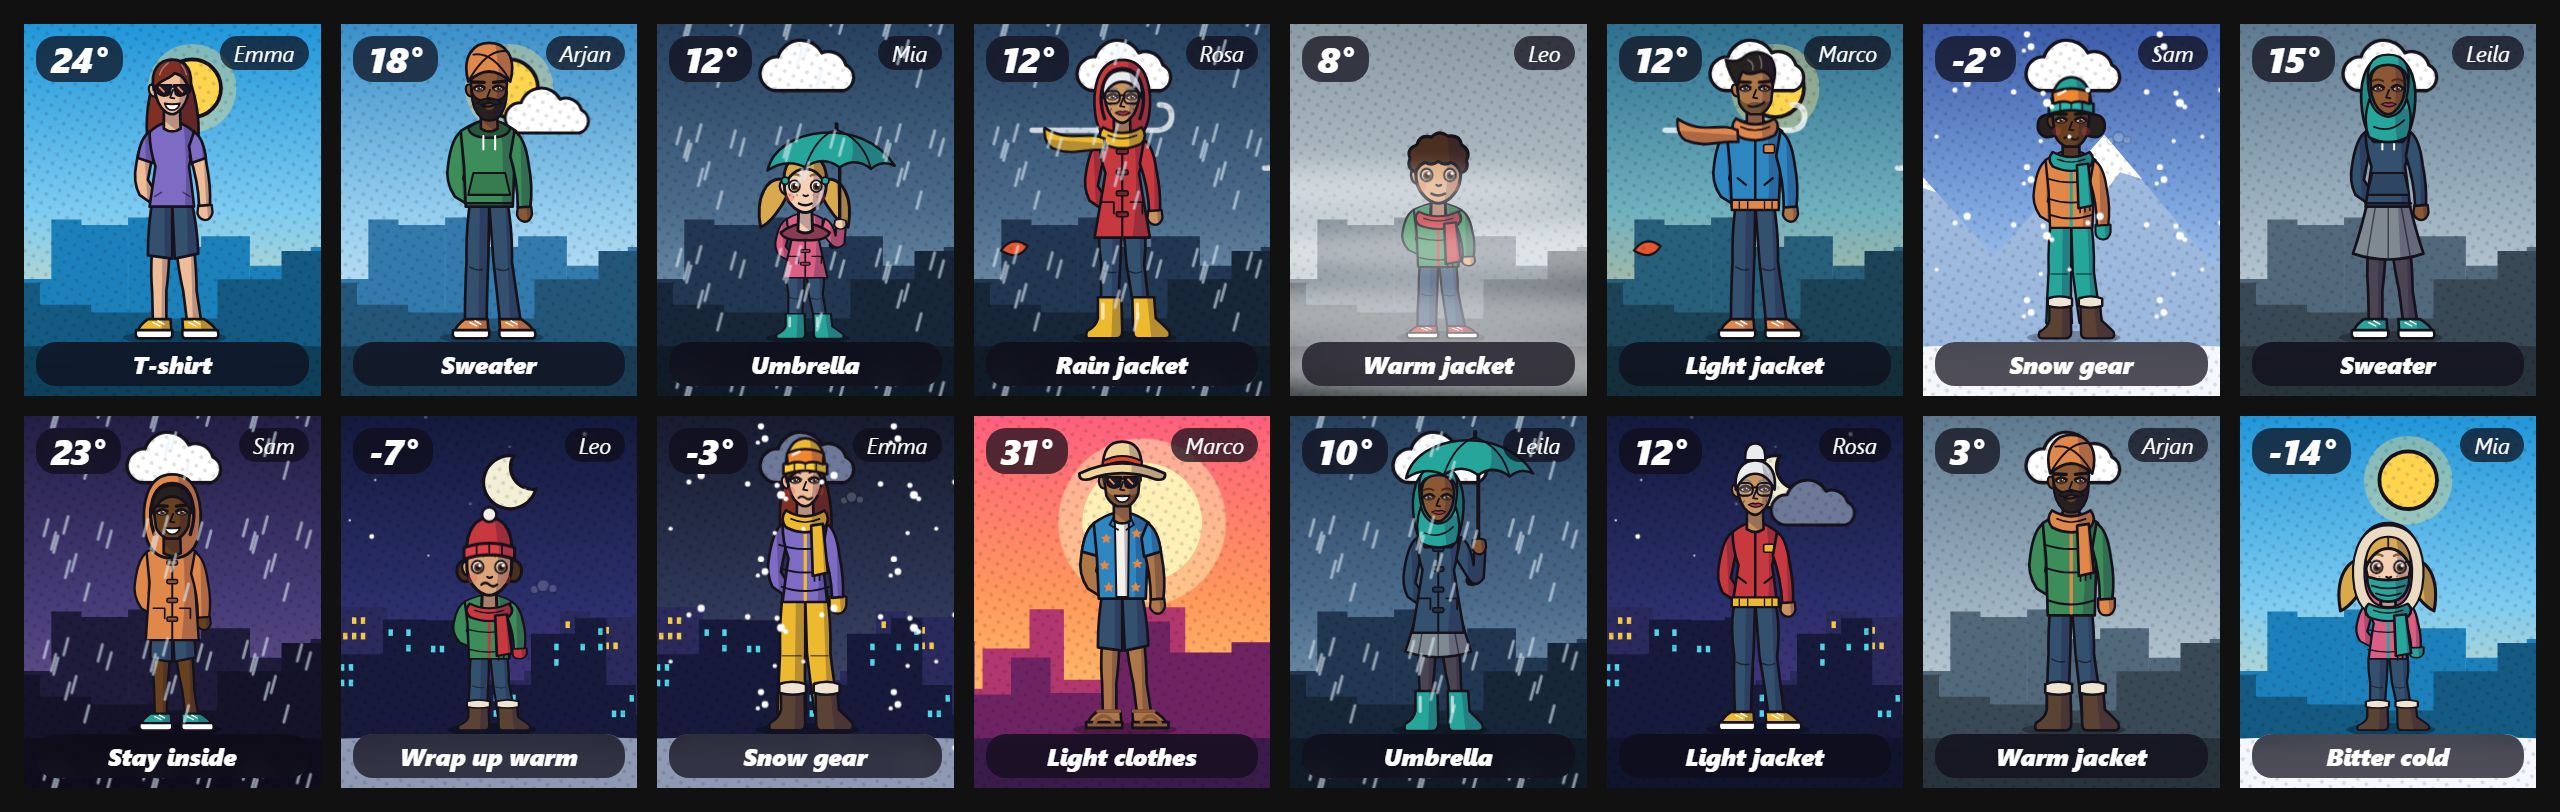 24° Emma
T-shirt
18° Arjan
Sweater
12° Mia
Umbrella
12° Rosa
Rain jacket
8° Leo
Warm jacket
12° Marco
Light jacket
-2° Sam
Snow gear
15° Leila
Sweater
23° Sam
Stay inside
-7° Leo
Wrap up warm
-3° Emma
Snow gear
31° Marco
Light clothes
10° Leila
Umbrella
12° Rosa
Light jacket
3° Arjan
Warm jacket
-14° Mia
Bitter cold